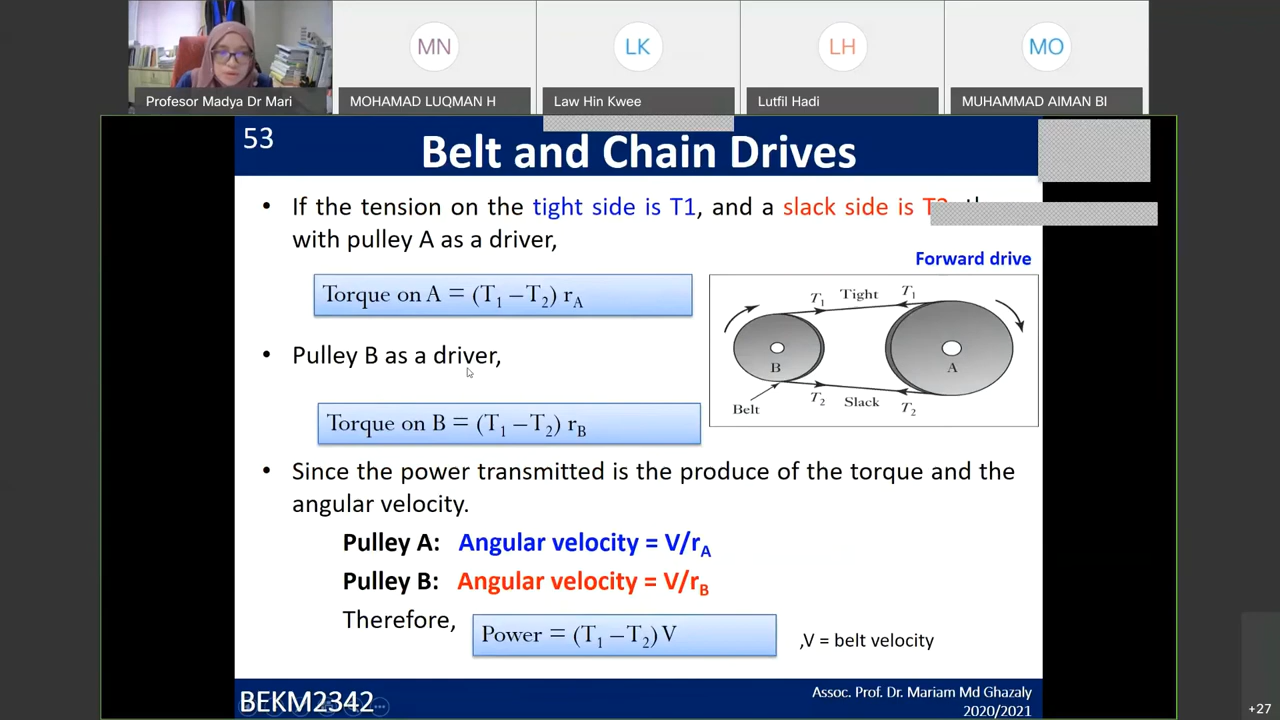 MN
LK
LH
MO
Profesor Madya Dr Mari
MOHAMAD LUQMAN H
Law Hin Kwee
Lutfil Hadi
MUHAMMAD AIMAN BI
53
Belt and Chain Drives
• If the tension on the tight side is T1, and a slack side is
with pulley A as a driver,
Forward drive
Torque on A = (T₁ – T₂) rA
T₁ Tight T₁
B
A
Belt
T₂ Slack T₂
• Pulley B as a driver,
Torque on B = (T₁ – T₂) rB
• Since the power transmitted is the produce of the torque and the
angular velocity.
Pulley A: Angular velocity = V/rA
Pulley B: Angular velocity = V/rB
Therefore,
Power = (T₁ – T₂) V
,V = belt velocity
BEKM2342
Assoc. Prof. Dr. Mariam Md Ghazaly
2020/2021
+27